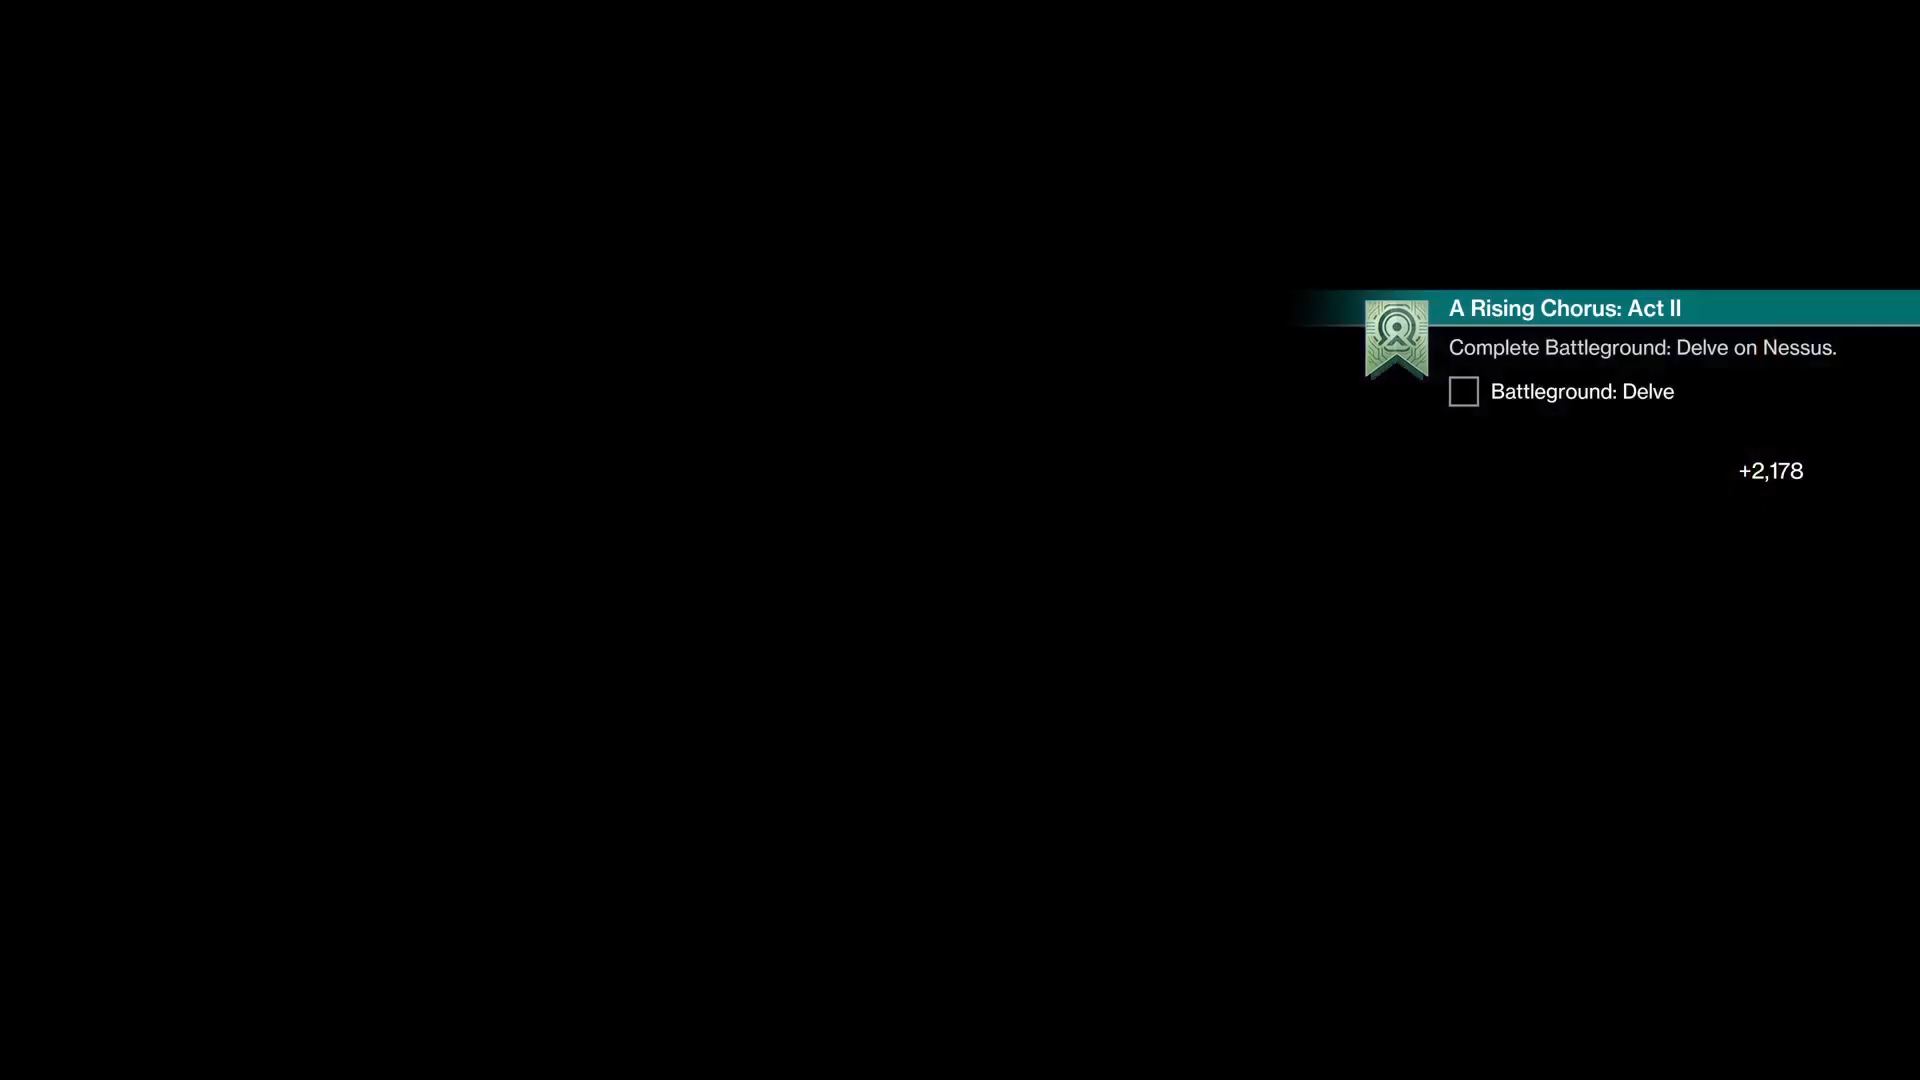 A Rising Chorus: Act II
Complete Battleground: Delve on Nessus.
Battleground: Delve
+2,178